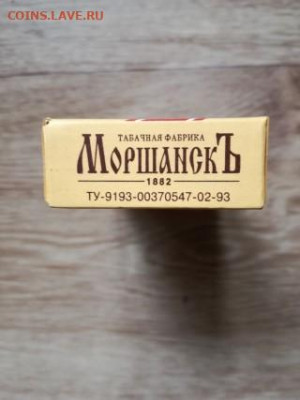 COINS.LAVE.RU
ТАБАЧНАЯ ФАБРИКА
МОРШАНСКЪ
1882
ТУ-9193-00370547-02-93